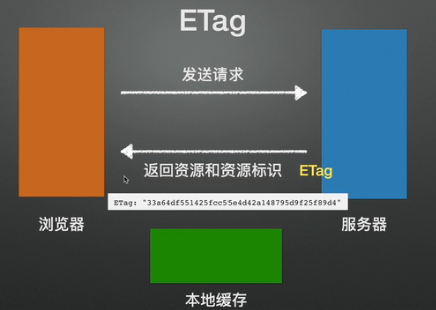 ETag
发送请求
返回资源和资源标识 ETag
ETag: "33a64df551425fcc55e4d42a148795d9f25f89d4"
浏览器
服务器
本地缓存